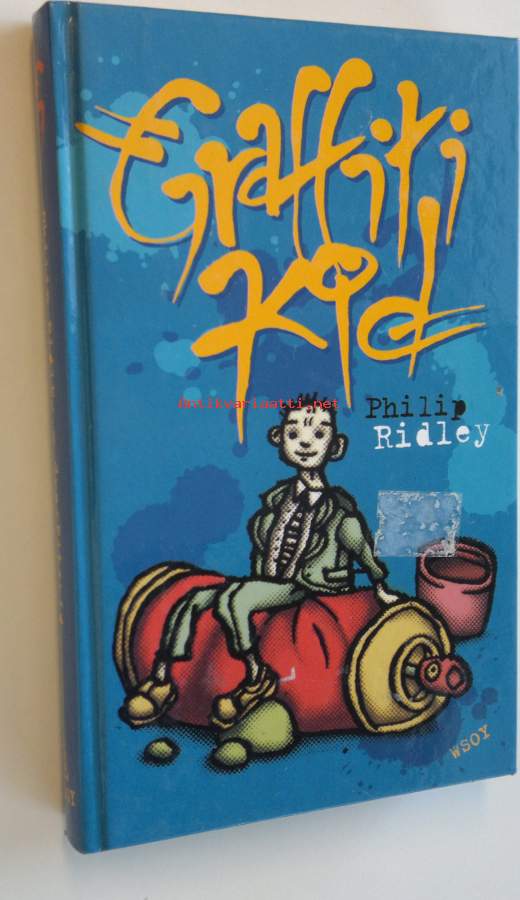 Graffiti
Kid
antikvariaatti.net
Philip
Ridley
WSOY